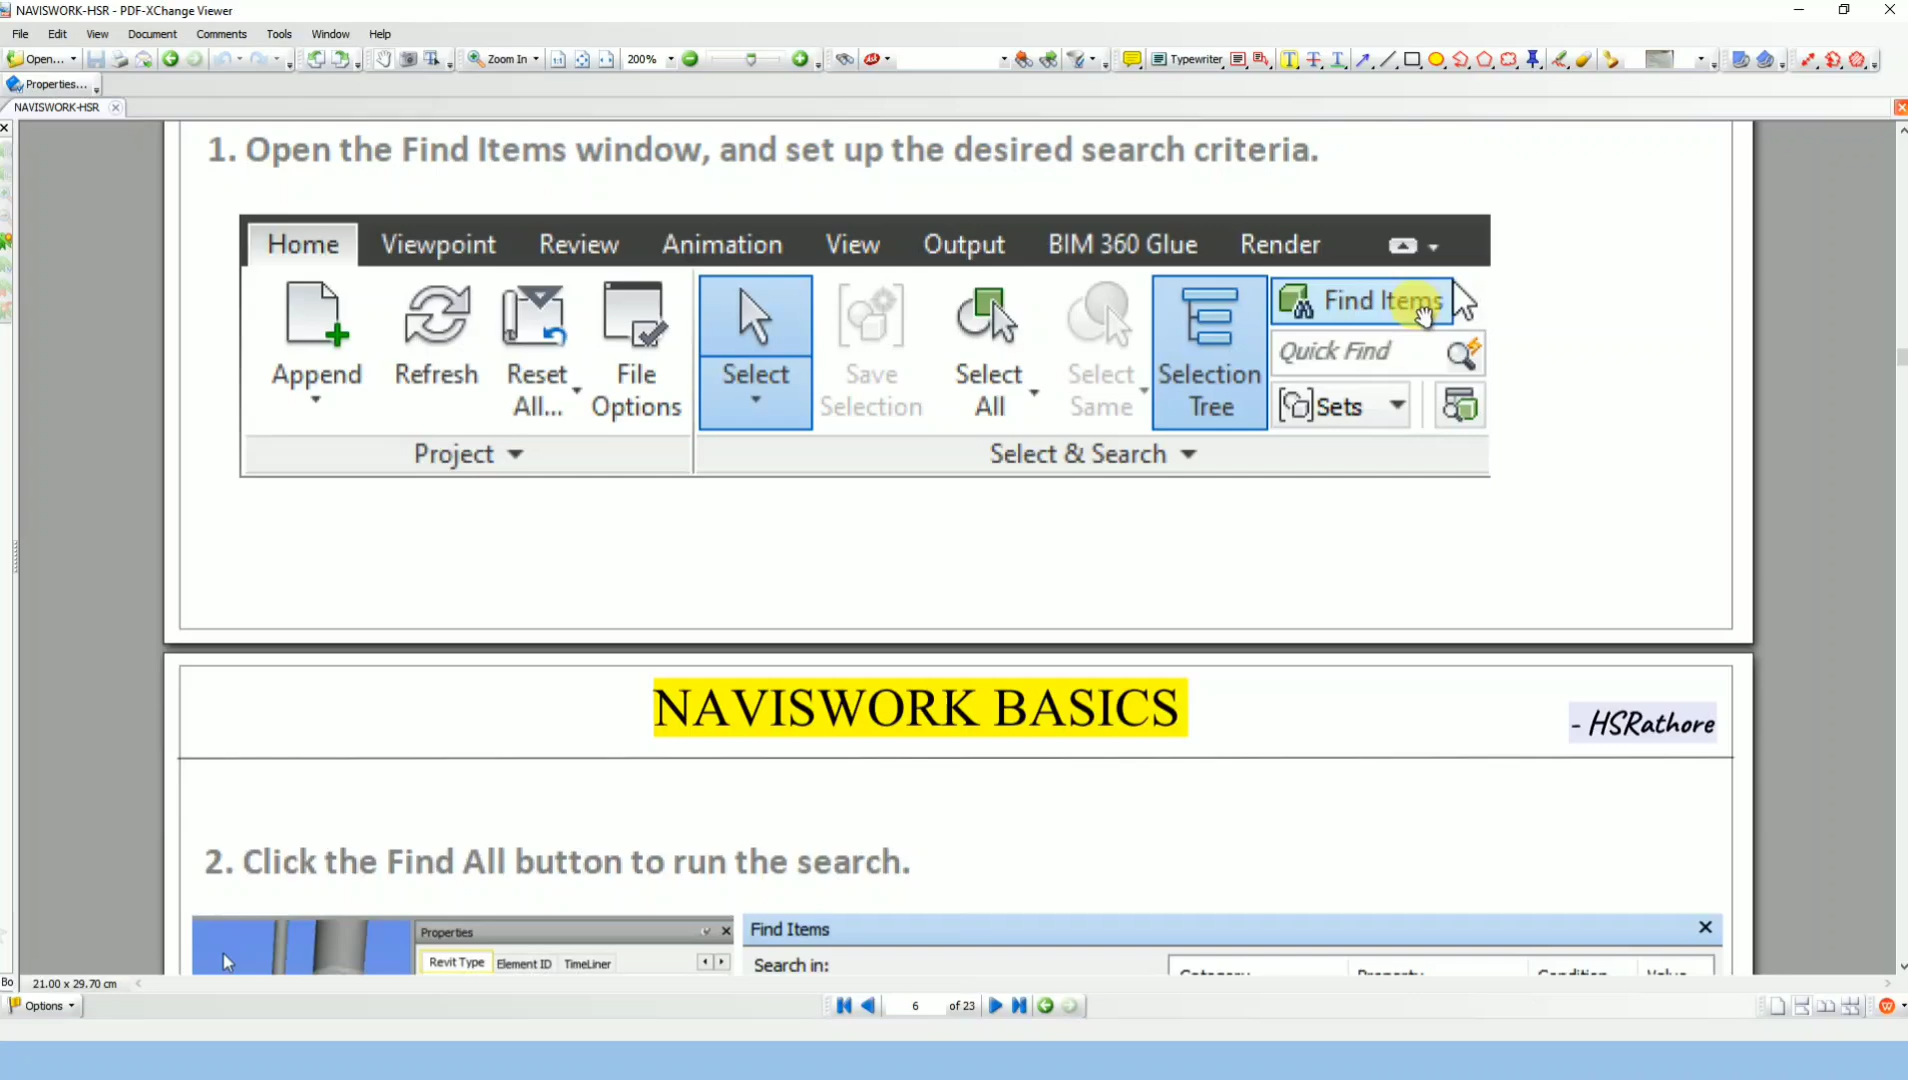 NAVISWORK-HSR - PDF-XChange Viewer
File Edit View Document Comments Tools Window Help
Open... Zoom In 200% Typewriter
Properties...
NAVISWORK-HSR
1. Open the Find Items window, and set up the desired search criteria.
Home Viewpoint Review Animation View Output BIM 360 Glue Render
Append Refresh Reset All... File Options Select Save Selection Select All Select Same Selection Tree
Find Items
Quick Find
Sets
Project Select & Search
NAVISWORK BASICS
- HSRathore
2. Click the Find All button to run the search.
Properties
Revit Type Element ID TimeLiner
Find Items
Search in:
Category Property Condition Value
Bo 21.00 x 29.70 cm
Options 6 of 23